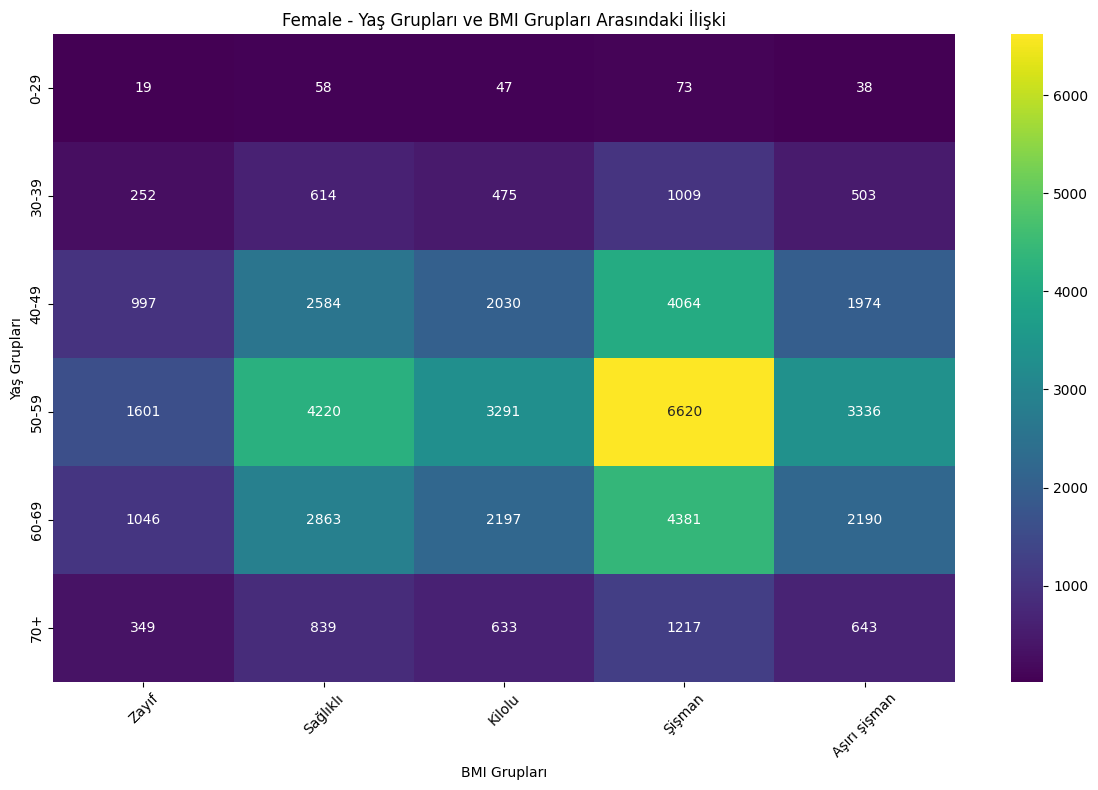 Female - Yaş Grupları ve BMI Grupları Arasındaki İlişki
Yaş Grupları
0-29 19 58 47 73 38
30-39 252 614 475 1009 503
40-49 997 2584 2030 4064 1974
50-59 1601 4220 3291 6620 3336
60-69 1046 2863 2197 4381 2190
70+ 349 839 633 1217 643
Zayıf Sağlıklı Kilolu Şişman Aşırı şişman
BMI Grupları
6000
5000
4000
3000
2000
1000